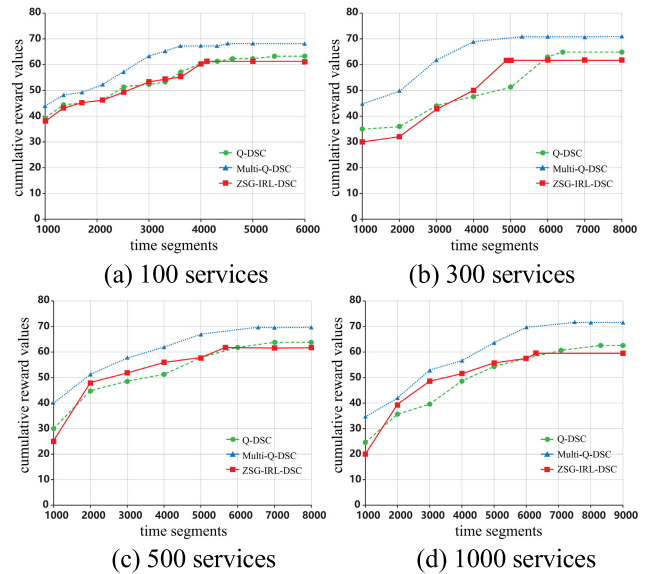 cumulative reward values
80
70
60
50
40
30
20
10
0
Q-DSC
Multi-Q-DSC
ZSG-IRL-DSC
1000 2000 3000 4000 5000 6000
time segments
(a) 100 services
cumulative reward values
80
70
60
50
40
30
20
10
0
Q-DSC
Multi-Q-DSC
ZSG-IRL-DSC
1000 2000 3000 4000 5000 6000 7000 8000
time segments
(b) 300 services
cumulative reward values
80
70
60
50
40
30
20
10
0
Q-DSC
Multi-Q-DSC
ZSG-IRL-DSC
1000 2000 3000 4000 5000 6000 7000 8000
time segments
(c) 500 services
cumulative reward values
80
70
60
50
40
30
20
10
0
Q-DSC
Multi-Q-DSC
ZSG-IRL-DSC
1000 2000 3000 4000 5000 6000 7000 8000 9000
time segments
(d) 1000 services